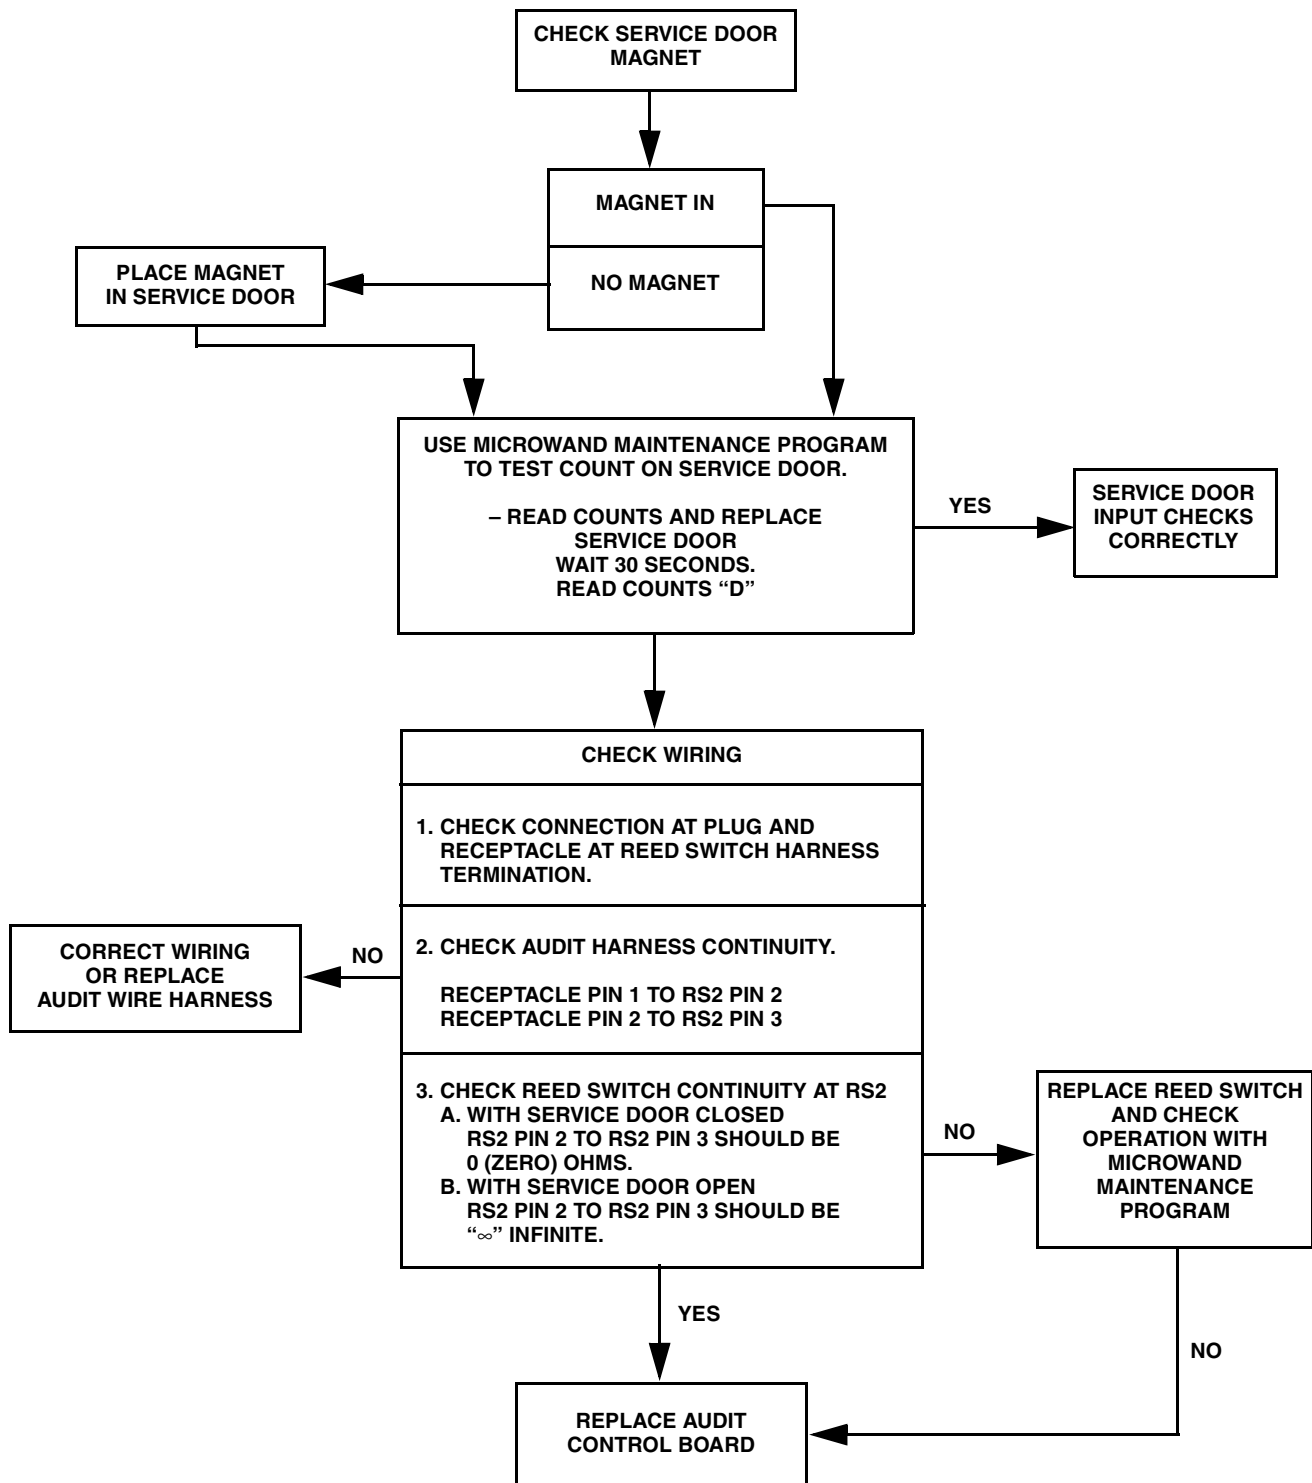 CHECK SERVICE DOOR
MAGNET
MAGNET IN
NO MAGNET
PLACE MAGNET
IN SERVICE DOOR
USE MICROWAND MAINTENANCE PROGRAM
TO TEST COUNT ON SERVICE DOOR.
– READ COUNTS AND REPLACE
SERVICE DOOR
WAIT 30 SECONDS.
READ COUNTS “D”
YES
SERVICE DOOR
INPUT CHECKS
CORRECTLY
CHECK WIRING
1. CHECK CONNECTION AT PLUG AND
RECEPTACLE AT REED SWITCH HARNESS
TERMINATION.
2. CHECK AUDIT HARNESS CONTINUITY.
RECEPTACLE PIN 1 TO RS2 PIN 2
RECEPTACLE PIN 2 TO RS2 PIN 3
NO
CORRECT WIRING
OR REPLACE
AUDIT WIRE HARNESS
3. CHECK REED SWITCH CONTINUITY AT RS2
A. WITH SERVICE DOOR CLOSED
RS2 PIN 2 TO RS2 PIN 3 SHOULD BE
0 (ZERO) OHMS.
B. WITH SERVICE DOOR OPEN
RS2 PIN 2 TO RS2 PIN 3 SHOULD BE
“∞” INFINITE.
NO
REPLACE REED SWITCH
AND CHECK
OPERATION WITH
MICROWAND
MAINTENANCE
PROGRAM
YES
NO
REPLACE AUDIT
CONTROL BOARD